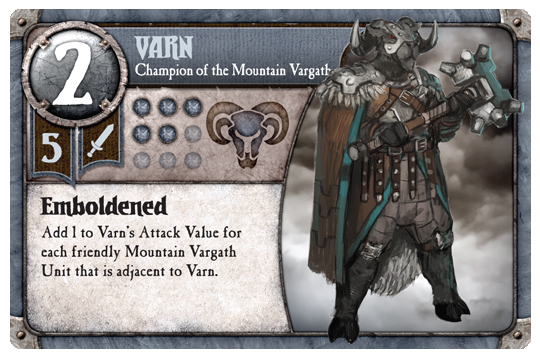 2
VARN
Champion of the Mountain Vargath
5
Emboldened
Add 1 to Varn's Attack Value for
each friendly Mountain Vargath
Unit that is adjacent to Varn.